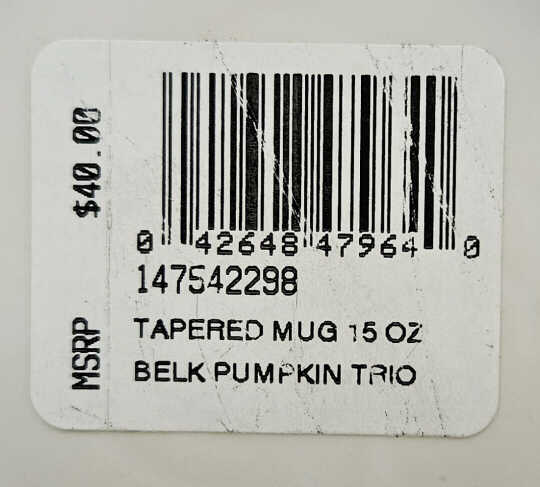 MSRP $40.00
0 42648 47964 0
147542298
TAPERED MUG 15 OZ
BELK PUMPKIN TRIO